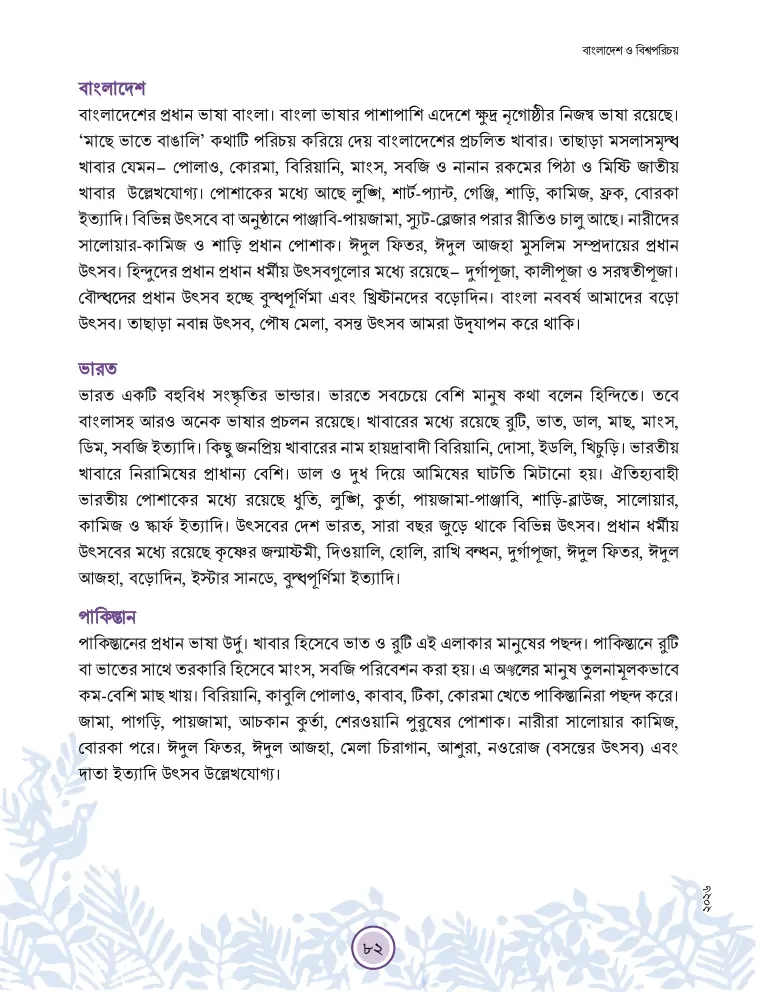 বাংলাদেশ ও বিশ্বপরিচয়
বাংলাদেশ
বাংলাদেশের প্রধান ভাষা বাংলা। বাংলা ভাষার পাশাপাশি এদেশে ক্ষুদ্র নৃগোষ্ঠীর নিজস্ব ভাষা রয়েছে।
‘মাছে ভাতে বাঙালি’ কথাটি পরিচয় করিয়ে দেয় বাংলাদেশের প্রচলিত খাবার। তাছাড়া মসলাসমৃদ্ধ
খাবার যেমন– পোলাও, কোরমা, বিরিয়ানি, মাংস, সবজি ও নানান রকমের পিঠা ও মিষ্টি জাতীয়
খাবার উল্লেখযোগ্য। পোশাকের মধ্যে আছে লুঙ্গি, শার্ট-প্যান্ট, গেঞ্জি, শাড়ি, কামিজ, ফ্রক, বোরকা
ইত্যাদি। বিভিন্ন উৎসবে বা অনুষ্ঠানে পাঞ্জাবি-পায়জামা, স্যুট-ব্লেজার পরার রীতিও চালু আছে। নারীদের
সালোয়ার-কামিজ ও শাড়ি প্রধান পোশাক। ঈদুল ফিতর, ঈদুল আজহা মুসলিম সম্প্রদায়ের প্রধান
উৎসব। হিন্দুদের প্রধান প্রধান ধর্মীয় উৎসবগুলোর মধ্যে রয়েছে– দুর্গাপূজা, কালীপূজা ও সরস্বতীপূজা।
বৌদ্ধদের প্রধান উৎসব হচ্ছে বুদ্ধপূর্ণিমা এবং খ্রিষ্টানদের বড়োদিন। বাংলা নববর্ষ আমাদের বড়ো
উৎসব। তাছাড়া নবান্ন উৎসব, পৌষ মেলা, বসন্ত উৎসব আমরা উদ্‌যাপন করে থাকি।
ভারত
ভারত একটি বহুবিধ সংস্কৃতির ভান্ডার। ভারতে সবচেয়ে বেশি মানুষ কথা বলেন হিন্দিতে। তবে
বাংলাসহ আরও অনেক ভাষার প্রচলন রয়েছে। খাবারের মধ্যে রয়েছে রুটি, ভাত, ডাল, মাছ, মাংস,
ডিম, সবজি ইত্যাদি। কিছু জনপ্রিয় খাবারের নাম হায়দ্রাবাদী বিরিয়ানি, দোসা, ইডলি, খিচুড়ি। ভারতীয়
খাবারে নিরামিষের প্রাধান্য বেশি। ডাল ও দুধ দিয়ে আমিষের ঘাটতি মিটানো হয়। ঐতিহ্যবাহী
ভারতীয় পোশাকের মধ্যে রয়েছে ধুতি, লুঙ্গি, কুর্তা, পায়জামা-পাঞ্জাবি, শাড়ি-ব্লাউজ, সালোয়ার,
কামিজ ও স্কার্ফ ইত্যাদি। উৎসবের দেশ ভারত, সারা বছর জুড়ে থাকে বিভিন্ন উৎসব। প্রধান ধর্মীয়
উৎসবের মধ্যে রয়েছে কৃষ্ণের জন্মাষ্টমী, দিওয়ালি, হোলি, রাখি বন্ধন, দুর্গাপূজা, ঈদুল ফিতর, ঈদুল
আজহা, বড়োদিন, ইস্টার সানডে, বুদ্ধপূর্ণিমা ইত্যাদি।
পাকিস্তান
পাকিস্তানের প্রধান ভাষা উর্দু। খাবার হিসেবে ভাত ও রুটি এই এলাকার মানুষের পছন্দ। পাকিস্তানে রুটি
বা ভাতের সাথে তরকারি হিসেবে মাংস, সবজি পরিবেশন করা হয়। এ অঞ্চলের মানুষ তুলনামূলকভাবে
কম-বেশি মাছ খায়। বিরিয়ানি, কাবুলি পোলাও, কাবাব, টিকা, কোরমা খেতে পাকিস্তানিরা পছন্দ করে।
জামা, পাগড়ি, পায়জামা, আচকান কুর্তা, শেরওয়ানি পুরুষের পোশাক। নারীরা সালোয়ার কামিজ,
বোরকা পরে। ঈদুল ফিতর, ঈদুল আজহা, মেলা চিরাগান, আশুরা, নওরোজ (বসন্তের উৎসব) এবং
দাতা ইত্যাদি উৎসব উল্লেখযোগ্য।
২০২৬
৮২